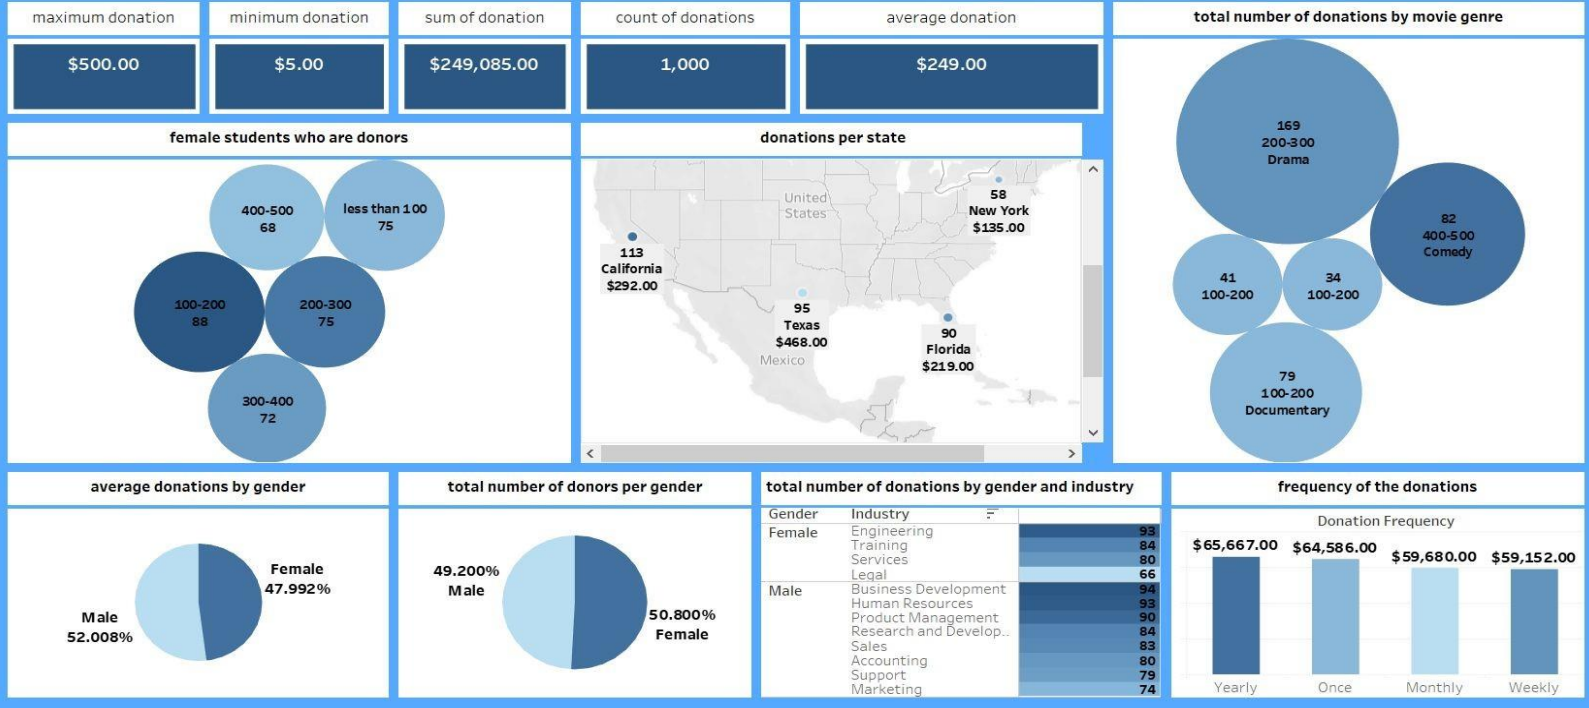 maximum donation
$500.00
minimum donation
$5.00
sum of donation
$249,085.00
count of donations
1,000
average donation
$249.00
total number of donations by movie genre
169
200-300
Drama
82
400-500
Comedy
41
100-200
34
100-200
79
100-200
Documentary
female students who are donors
400-500
68
less than 100
75
100-200
88
200-300
75
300-400
72
donations per state
United
States
58
New York
$135.00
113
California
$292.00
95
Texas
$468.00
90
Florida
$219.00
Mexico
average donations by gender
Female
47.992%
Male
52.008%
total number of donors per gender
49.200%
Male
50.800%
Female
total number of donations by gender and industry
Gender Industry
Female Engineering 93
Training 84
Services 80
Legal 66
Male Business Development 94
Human Resources 93
Product Management 90
Research and Develop.. 84
Sales 83
Accounting 80
Support 79
Marketing 74
frequency of the donations
Donation Frequency
$65,667.00 $64,586.00 $59,680.00 $59,152.00
Yearly Once Monthly Weekly